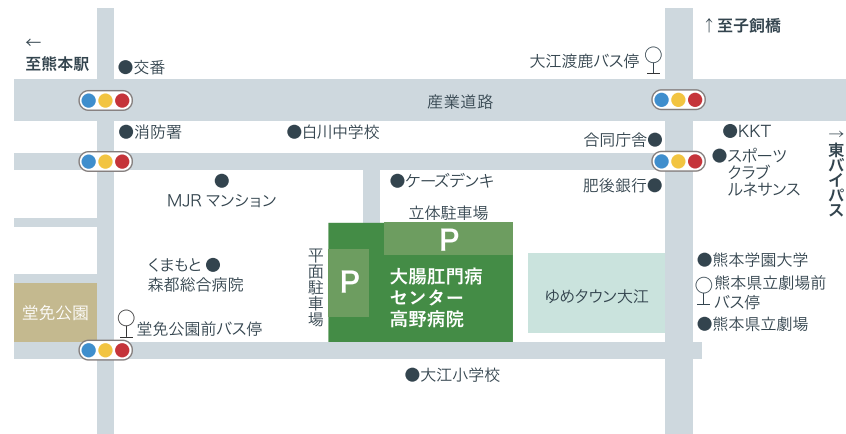 ←
至熊本駅
↑至子飼橋
交番
大江渡鹿バス停
産業道路
消防署
白川中学校
合同庁舎
KKT
→
東バイパス
スポーツ
クラブ
ルネサンス
MJR マンション
ケーズデンキ
肥後銀行
立体駐車場
P
平面駐車場
P
大腸肛門病
センター
高野病院
くまもと
森都総合病院
ゆめタウン大江
熊本学園大学
熊本県立劇場前
バス停
熊本県立劇場
堂免公園
堂免公園前バス停
大江小学校